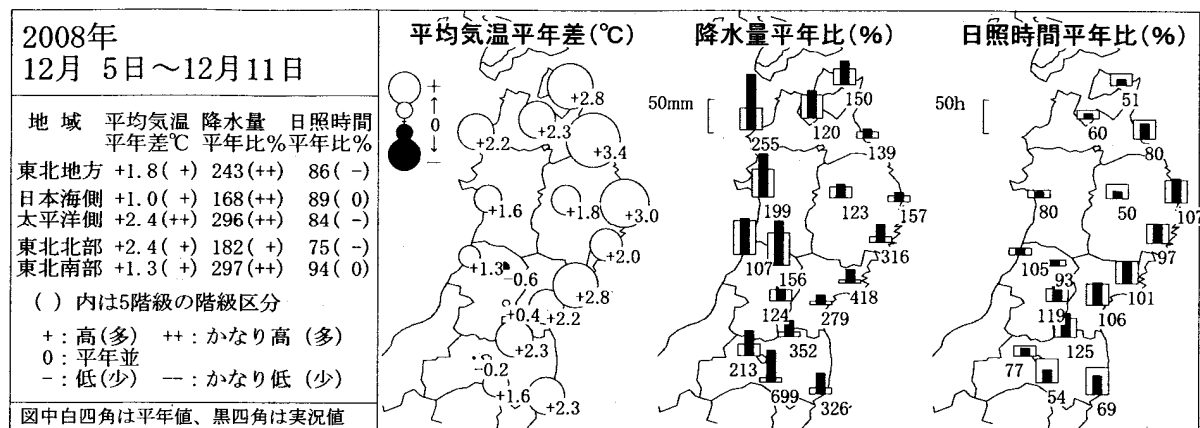 2008年
12月 5日～12月11日
地 域 平均気温 降水量 日照時間
平年差℃ 平年比% 平年比%
東北地方 +1.8( +) 243(++) 86( -)
日本海側 +1.0( +) 168(++) 89( 0)
太平洋側 +2.4(++) 296(++) 84( -)
東北北部 +2.4( +) 182( +) 75( -)
東北南部 +1.3( +) 297(++) 94( 0)
( ) 内は5階級の階級区分
+：高(多) ++：かなり高 (多)
0：平年並
-：低(少) --：かなり低 (少)
図中白四角は平年値、黒四角は実況値
平均気温平年差(℃)
+
↑
0
↓
-
+2.8
+2.3
+2.2
+3.4
+1.6
+1.8
+3.0
+2.0
+1.3
-0.6
+2.8
+0.4
+2.2
+2.3
-0.2
+1.6
+2.3
降水量平年比(%)
50mm
150
120
255
139
199
123
157
316
107
156
418
124
279
352
213
699
326
日照時間平年比(%)
50h
51
60
80
80
50
107
97
105
93
101
119
106
125
77
54
69